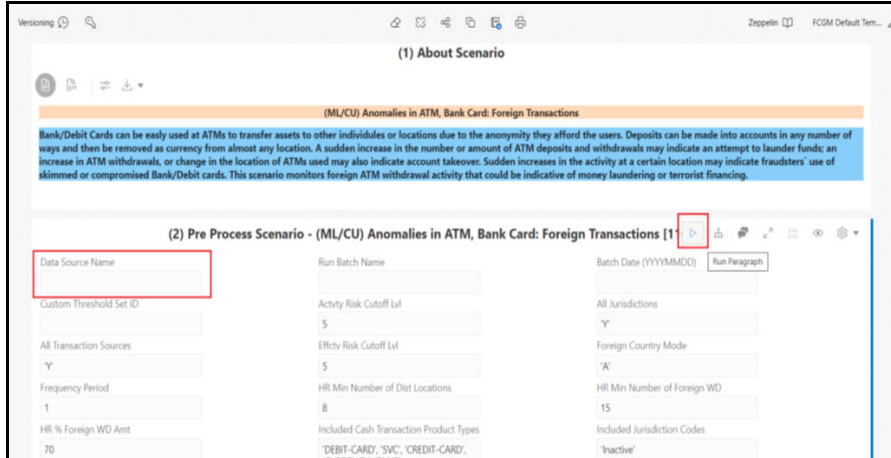 Versioning
Zeppelin
FCGM Default Tem...
(1) About Scenario
(ML/CU) Anomalies in ATM, Bank Card: Foreign Transactions
Bank/Debit Cards can be easly used at ATMs to transfer assets to other individules or locations due to the anonymity they afford the users. Deposits can be made into accounts in any number of
ways and then be removed as currency from almost any location. A sudden increase in the number or amount of ATM deposits and withdrawals may indicate an attempt to launder funds; an
increase in ATM withdrawals, or change in the location of ATMs used may also indicate account takeover. Sudden increases in the activity at a certain location may indicate fraudsters` use of
skimmed or compromised Bank/Debit cards. This scenario monitors foreign ATM withdrawal activity that could be indicative of money laundering or terrorist financing.
(2) Pre Process Scenario - (ML/CU) Anomalies in ATM, Bank Card: Foreign Transactions [11
Data Source Name
Run Batch Name
Batch Date (YYYYMMDD)
Run Paragraph
Custom Threshold Set ID
Actvty Risk Cutoff Lvl
All Jurisdictions
5
'Y'
All Transaction Sources
Effctv Risk Cutoff Lvl
Foreign Country Mode
'Y'
5
'A'
Frequency Period
HR Min Number of Dist Locations
HR Min Number of Foreign WD
1
8
15
HR % Foreign WD Amt
Included Cash Transaction Product Types
Included Jurisdiction Codes
70
'DEBIT-CARD', 'SVC', 'CREDIT-CARD',
'Inactive'